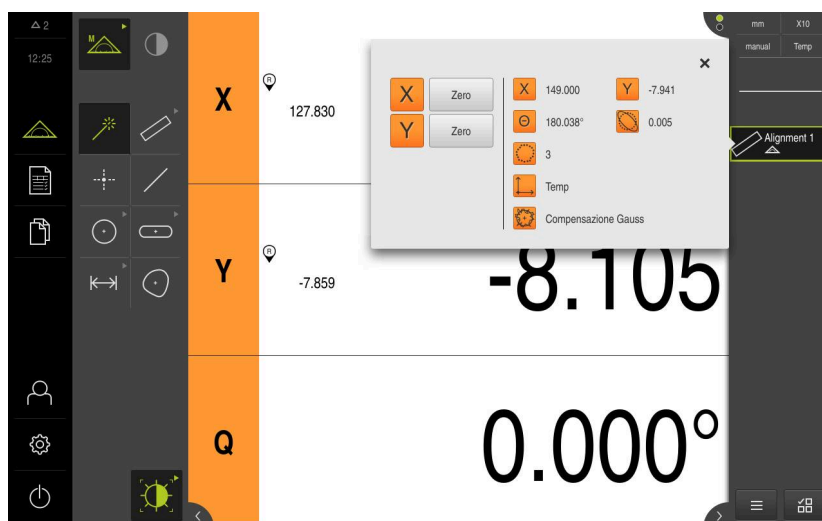 2
12:25
M
X
R
127.830
Y
R
-7.859
-8.105
Q
0.000°
X Zero
Y Zero
X 149.000 Y -7.941
Θ 180.038° 0.005
3
Temp
Compensazione Gauss
mm X10
manual Temp
Alignment 1